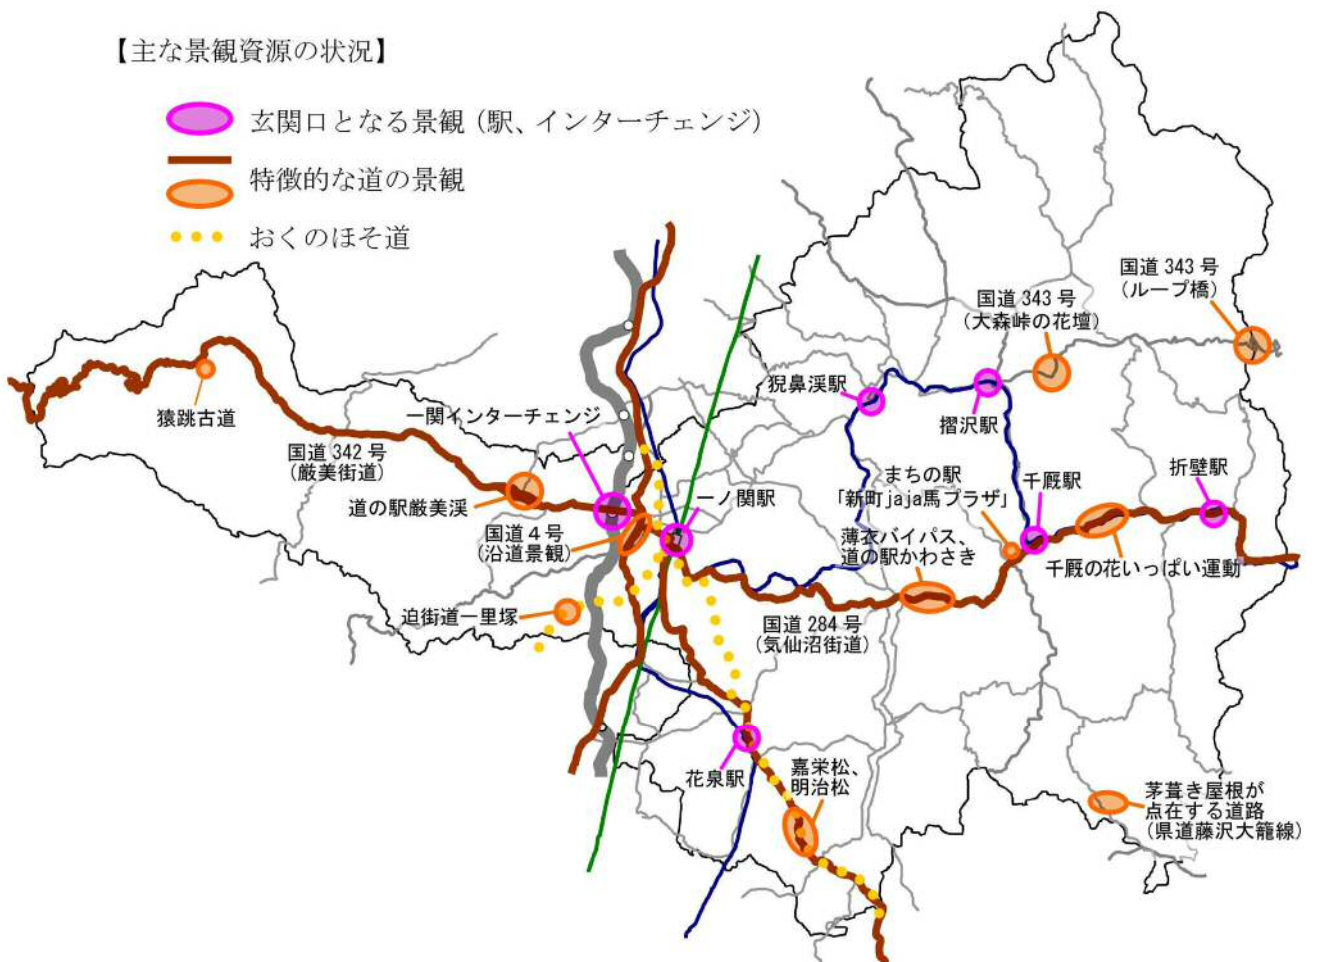 【主な景観資源の状況】
玄関口となる景観（駅、インターチェンジ）
特徴的な道の景観
おくのほそ道
国道 343 号
（ループ橋）
国道 343 号
（大森峠の花壇）
猊鼻渓駅
摺沢駅
猿跳古道
一関インターチェンジ
国道 342 号
（厳美街道）
道の駅厳美渓
国道 4 号
（沿道景観）
一ノ関駅
まちの駅
「新町jaja馬プラザ」
千厩駅
折壁駅
薄衣バイパス、
道の駅かわさき
千厩の花いっぱい運動
迫街道一里塚
国道 284 号
（気仙沼街道）
花泉駅
嘉栄松、
明治松
茅葺き屋根が
点在する道路
（県道藤沢大籠線）